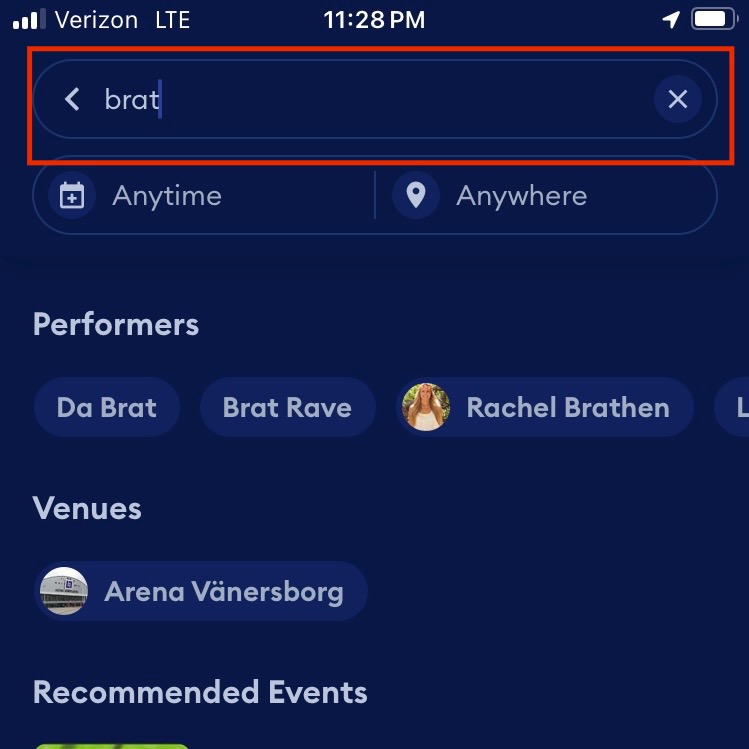 Verizon LTE 11:28 PM
brat
Anytime Anywhere
Performers
Da Brat Brat Rave Rachel Brathen L
Venues
Arena Vänersborg
Recommended Events